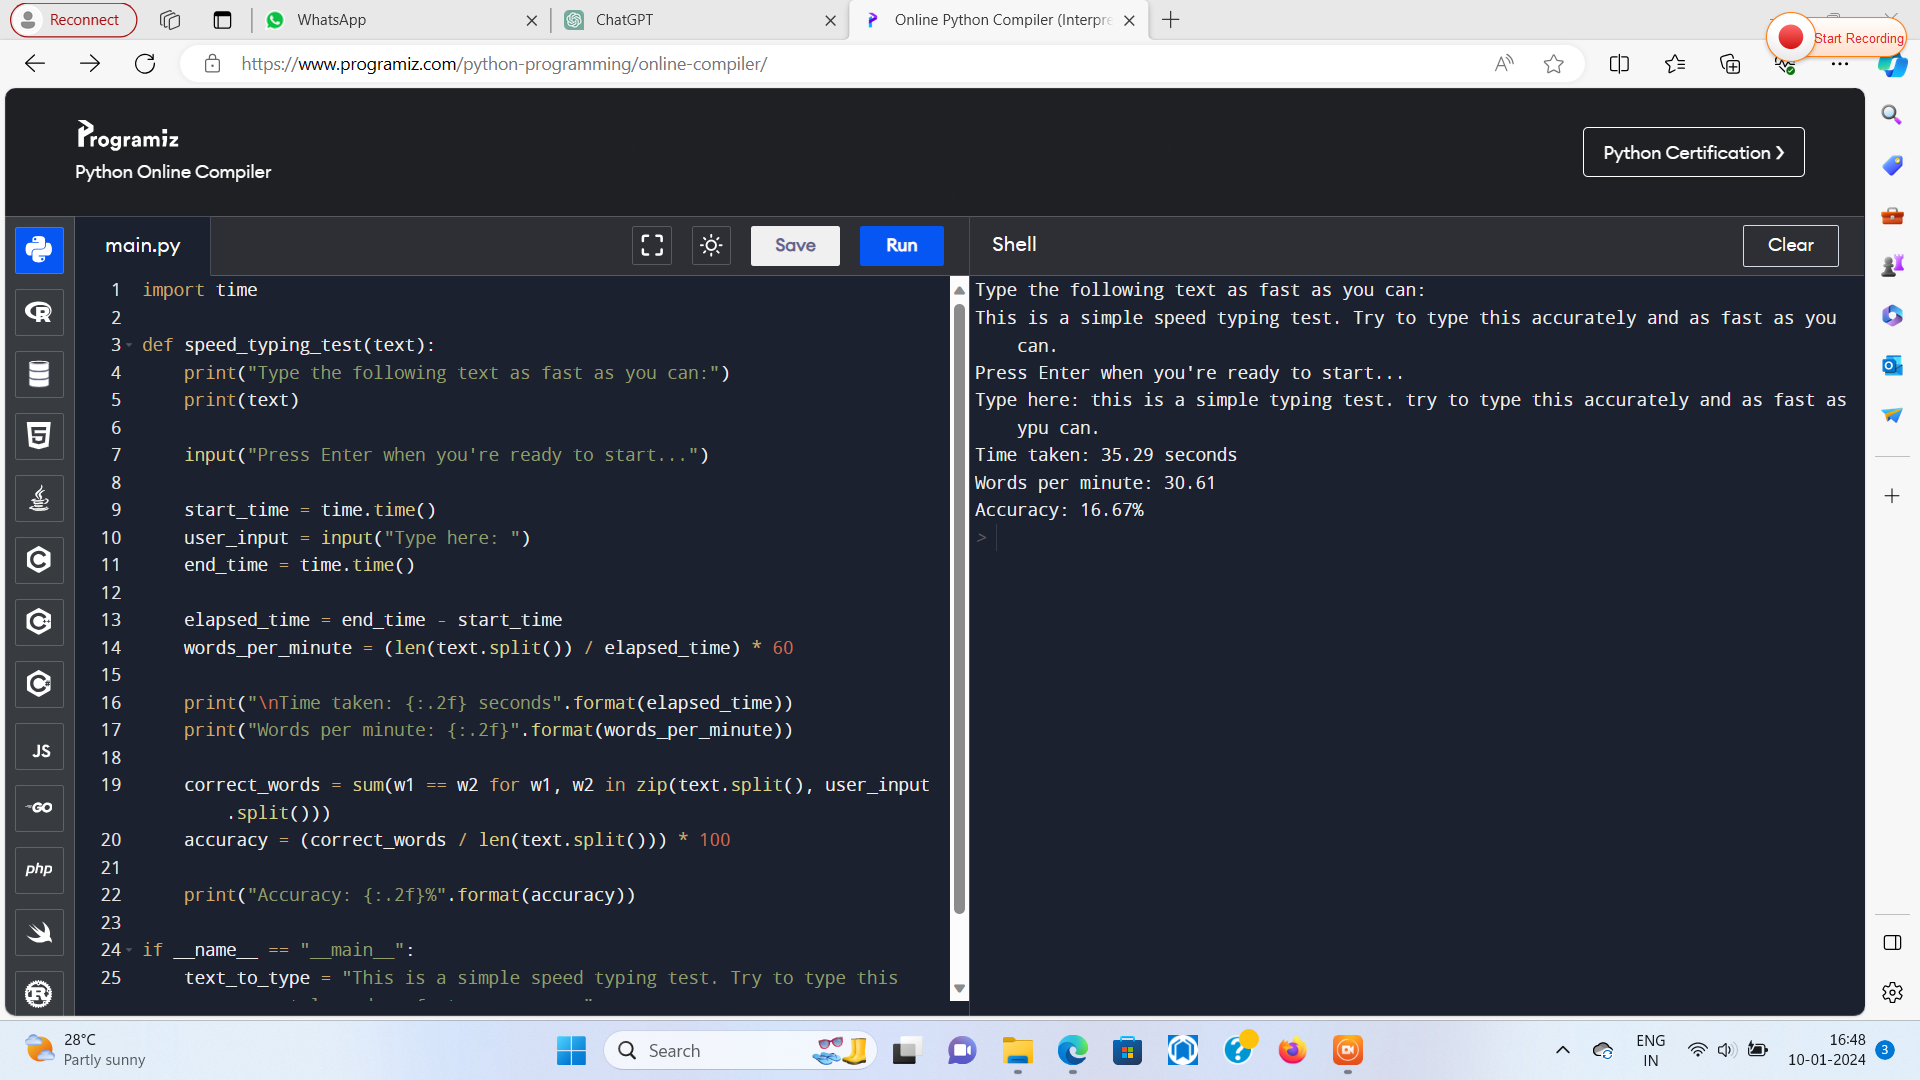 Reconnect
WhatsApp
ChatGPT
Online Python Compiler (Interpre
Start Recording
https://www.programiz.com/python-programming/online-compiler/
Programiz
Python Online Compiler
Python Certification ❯
main.py
Save
Run
Shell
Clear
1 import time
2
3 def speed_typing_test(text):
4 print("Type the following text as fast as you can:")
5 print(text)
6
7 input("Press Enter when you're ready to start...")
8
9 start_time = time.time()
10 user_input = input("Type here: ")
11 end_time = time.time()
12
13 elapsed_time = end_time - start_time
14 words_per_minute = (len(text.split()) / elapsed_time) * 60
15
16 print("\nTime taken: {:.2f} seconds".format(elapsed_time))
17 print("Words per minute: {:.2f}".format(words_per_minute))
18
19 correct_words = sum(w1 == w2 for w1, w2 in zip(text.split(), user_input
.split()))
20 accuracy = (correct_words / len(text.split())) * 100
21
22 print("Accuracy: {:.2f}%".format(accuracy))
23
24 if __name__ == "__main__":
25 text_to_type = "This is a simple speed typing test. Try to type this
Type the following text as fast as you can:
This is a simple speed typing test. Try to type this accurately and as fast as you
can.
Press Enter when you're ready to start...
Type here: this is a simple typing test. try to type this accurately and as fast as
ypu can.
Time taken: 35.29 seconds
Words per minute: 30.61
Accuracy: 16.67%
>
JS
GO
php
28°C
Partly sunny
Search
ENG
IN
16:48
10-01-2024
3